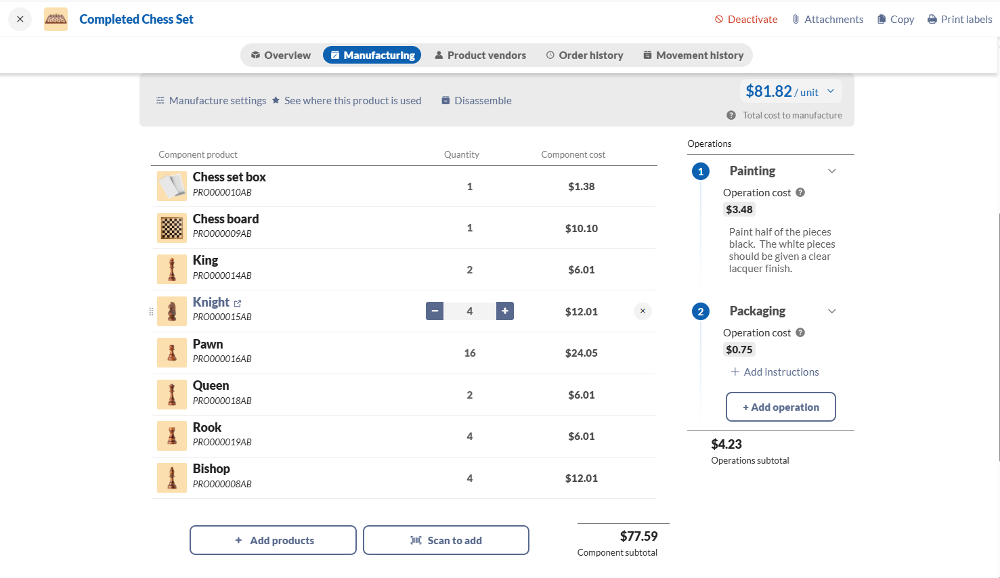 Completed Chess Set
Deactivate
Attachments
Copy
Print labels
Overview
Manufacturing
Product vendors
Order history
Movement history
Manufacture settings
See where this product is used
Disassemble
$81.82 / unit
Total cost to manufacture
Component product Quantity Component cost
Chess set box
PRO000010AB
1 $1.38
Chess board
PRO000009AB
1 $10.10
King
PRO000014AB
2 $6.01
Knight
PRO000015AB
− 4 + $12.01 ×
Pawn
PRO000016AB
16 $24.05
Queen
PRO000018AB
2 $6.01
Rook
PRO000019AB
4 $6.01
Bishop
PRO000008AB
4 $12.01
+ Add products
Scan to add
$77.59
Component subtotal
Operations
1 Painting
Operation cost
$3.48
Paint half of the pieces
black. The white pieces
should be given a clear
lacquer finish.
2 Packaging
Operation cost
$0.75
+ Add instructions
+ Add operation
$4.23
Operations subtotal